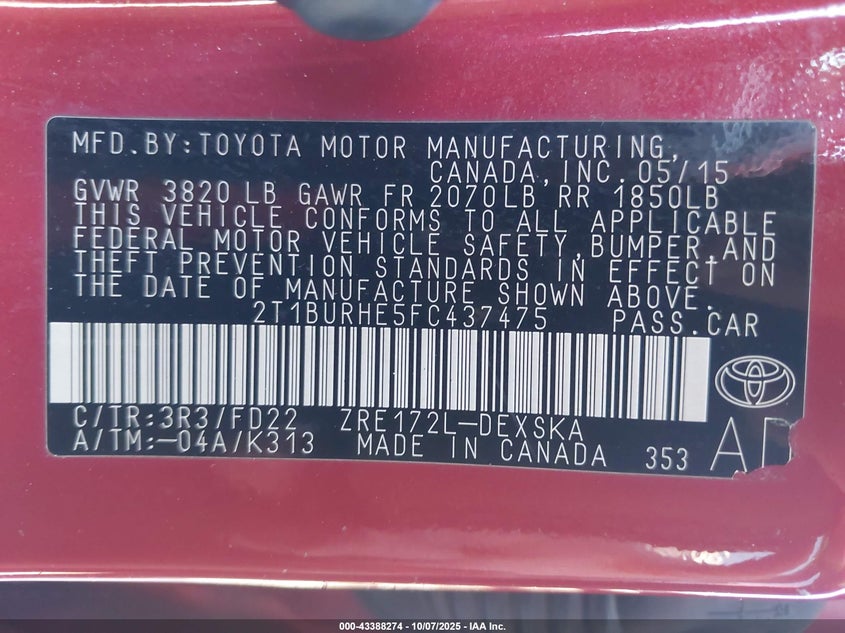 MFD.BY:TOYOTA MOTOR MANUFACTURING,
CANADA,INC.05/15
GVWR 3820LB GAWR FR 2070LB RR 1850LB
THIS VEHICLE CONFORMS TO ALL APPLICABLE
FEDERAL MOTOR VEHICLE SAFETY,BUMPER,AND
THEFT PREVENTION STANDARDS IN EFFECT ON
THE DATE OF MANUFACTURE SHOWN ABOVE.
2T1BURHE5FC437475 PASS.CAR
C/TR:3R3/FD22 ZRE172L-DEXSKA
A/TM:-04A/K313 MADE IN CANADA 353
000-43388274 | 10/07/2025 | IAA Inc.